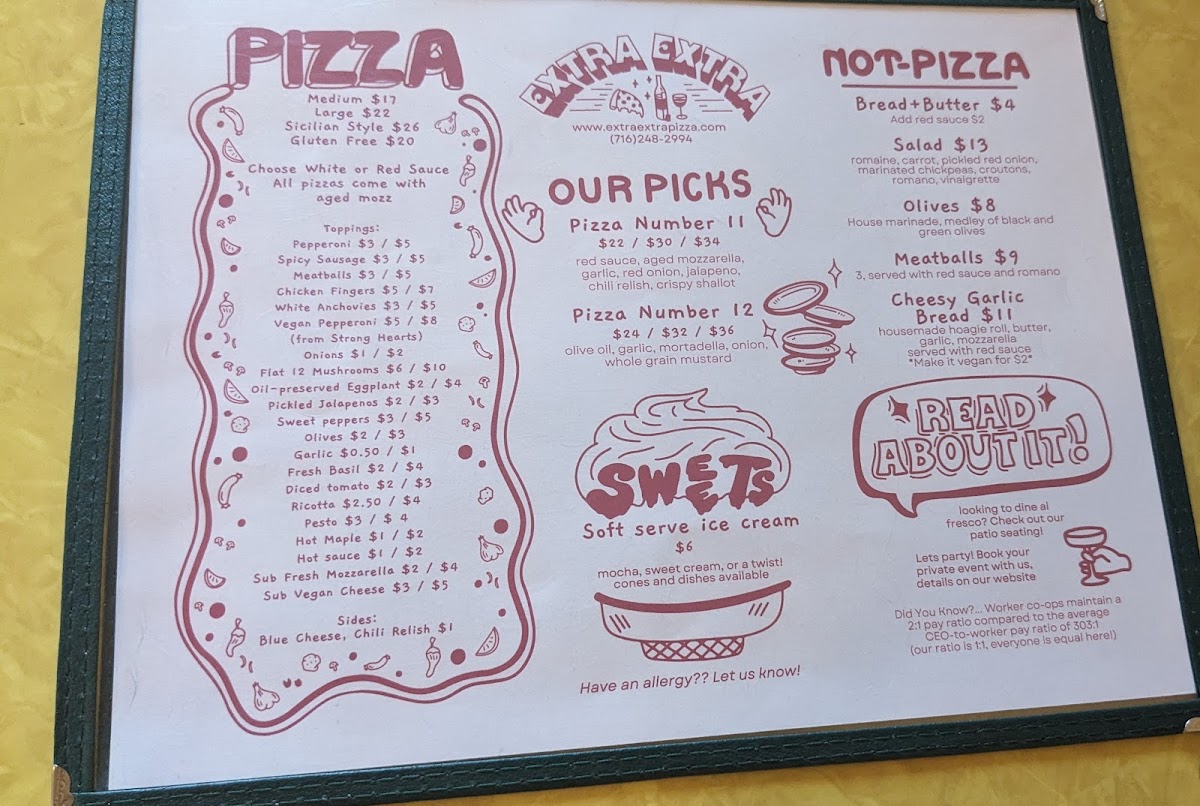 PIZZA
Medium $17
Large $22
Sicilian Style $26
Gluten Free $20
Choose White or Red Sauce
All pizzas come with
aged mozz
Toppings:
Pepperoni $3 / $5
Spicy Sausage $3 / $5
Meatballs $3 / $5
Chicken Fingers $5 / $7
White Anchovies $3 / $5
Vegan Pepperoni $5 / $8
(from Strong Hearts)
Onions $1 / $2
Flat 12 Mushrooms $6 / $10
Oil-preserved Eggplant $2 / $4
Pickled Jalapenos $2 / $3
Sweet peppers $3 / $5
Olives $2 / $3
Garlic $0.50 / $1
Fresh Basil $2 / $4
Diced tomato $2 / $3
Ricotta $2.50 / $4
Pesto $3 / $ 4
Hot Maple $1 / $2
Hot sauce $1 / $2
Sub Fresh Mozzarella $2 / $4
Sub Vegan Cheese $3 / $5
Sides:
Blue Cheese, Chili Relish $1
EXTRA EXTRA
www.extraextrapizza.com
(716)248-2994
OUR PICKS
Pizza Number 11
$22 / $30 / $34
red sauce, aged mozzarella,
garlic, red onion, jalapeno,
chili relish, crispy shallot
Pizza Number 12
$24 / $32 / $36
olive oil, garlic, mortadella, onion,
whole grain mustard
SWEETS
Soft serve ice cream
$6
mocha, sweet cream, or a twist!
cones and dishes available
Have an allergy?? Let us know!
NOT-PIZZA
Bread+Butter $4
Add red sauce $2
Salad $13
romaine, carrot, pickled red onion,
marinated chickpeas, croutons,
romano, vinaigrette
Olives $8
House marinade, medley of black and
green olives
Meatballs $9
3, served with red sauce and romano
Cheesy Garlic
Bread $11
housemade hoagie roll, butter,
garlic, mozzarella
served with red sauce
*Make it vegan for $2*
READ
ABOUT IT!
looking to dine al
fresco? Check out our
patio seating!
Lets party! Book your
private event with us,
details on our website
Did You Know?... Worker co-ops maintain a
2:1 pay ratio compared to the average
CEO-to-worker pay ratio of 303:1
(our ratio is 1:1, everyone is equal here!)